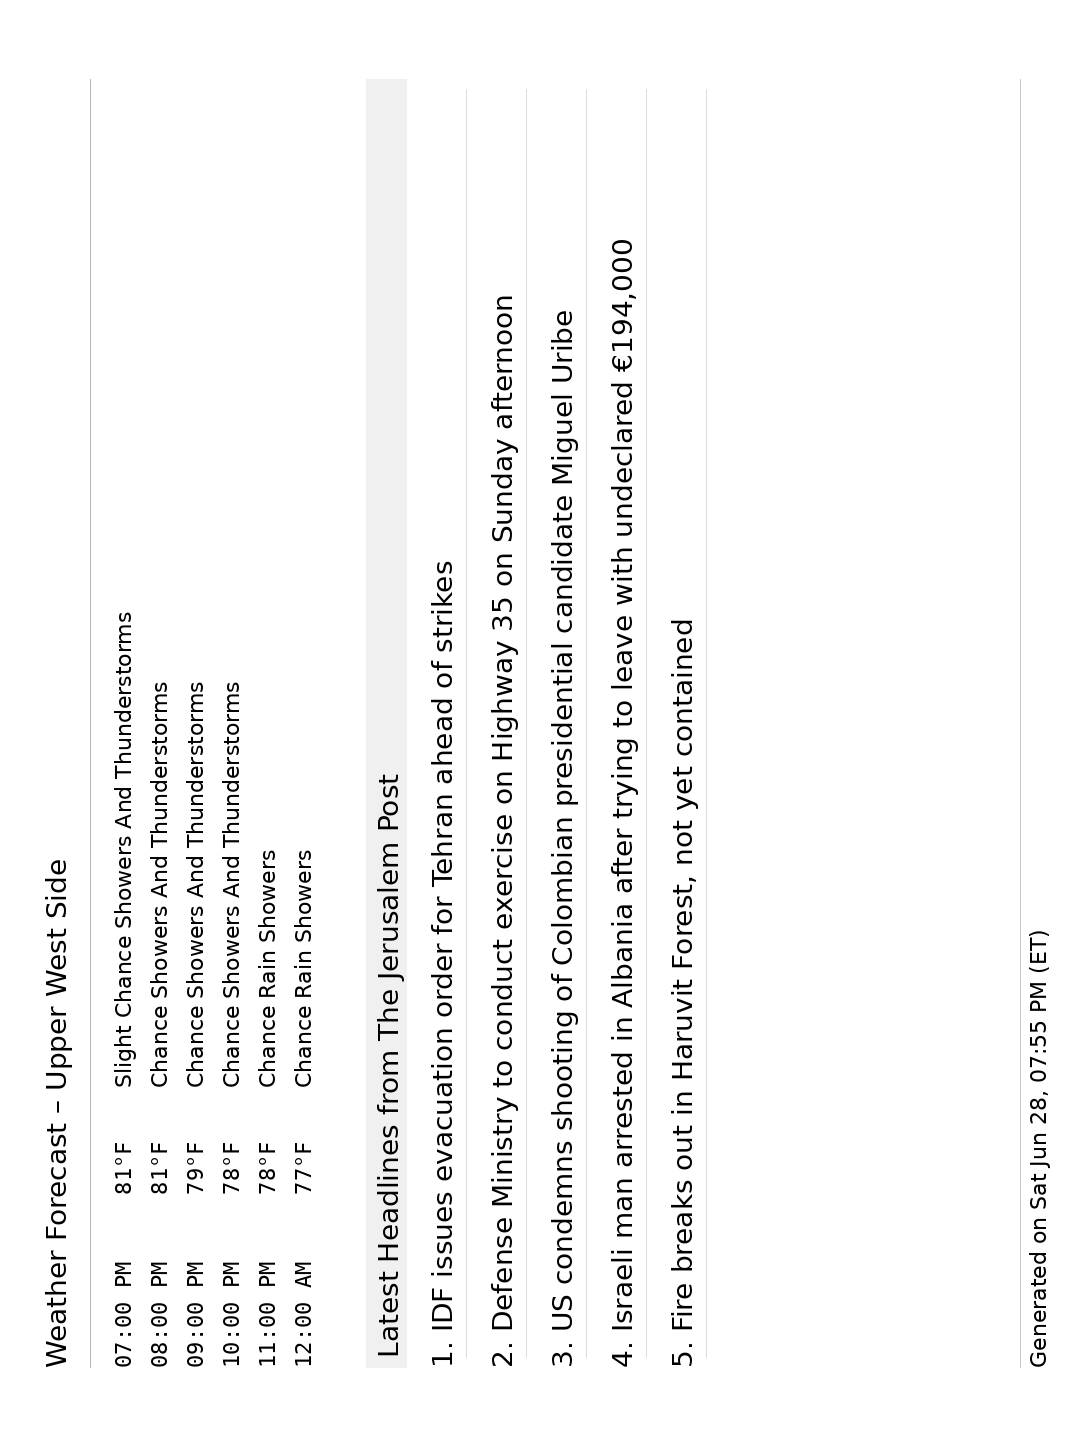 Weather Forecast – Upper West Side
07:00 PM 81°F Slight Chance Showers And Thunderstorms
08:00 PM 81°F Chance Showers And Thunderstorms
09:00 PM 79°F Chance Showers And Thunderstorms
10:00 PM 78°F Chance Showers And Thunderstorms
11:00 PM 78°F Chance Rain Showers
12:00 AM 77°F Chance Rain Showers
Latest Headlines from The Jerusalem Post
1. IDF issues evacuation order for Tehran ahead of strikes
2. Defense Ministry to conduct exercise on Highway 35 on Sunday afternoon
3. US condemns shooting of Colombian presidential candidate Miguel Uribe
4. Israeli man arrested in Albania after trying to leave with undeclared €194,000
5. Fire breaks out in Haruvit Forest, not yet contained
Generated on Sat Jun 28, 07:55 PM (ET)